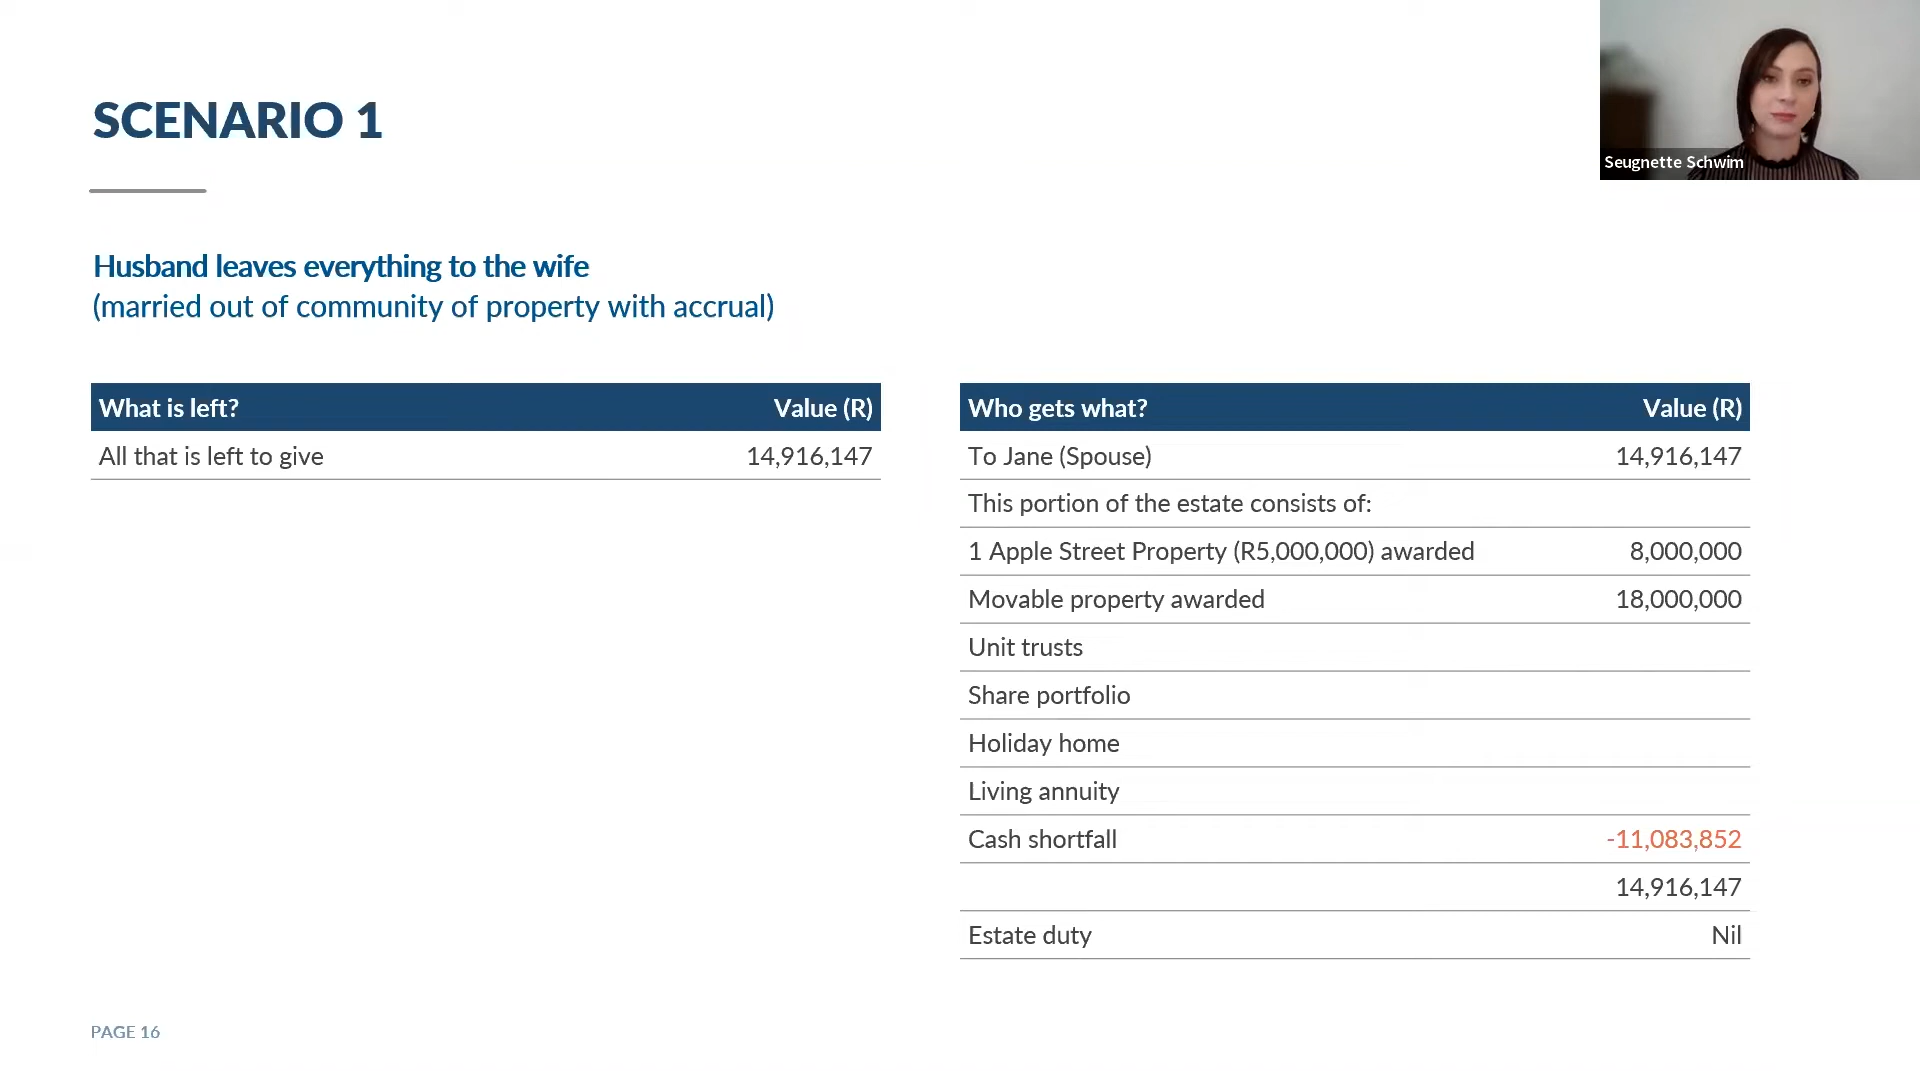 SCENARIO 1
Seugnette Schwim
Husband leaves everything to the wife
(married out of community of property with accrual)
What is left? Value (R)
All that is left to give 14,916,147
Who gets what? Value (R)
To Jane (Spouse) 14,916,147
This portion of the estate consists of:
1 Apple Street Property (R5,000,000) awarded 8,000,000
Movable property awarded 18,000,000
Unit trusts
Share portfolio
Holiday home
Living annuity
Cash shortfall -11,083,852
14,916,147
Estate duty Nil
PAGE 16